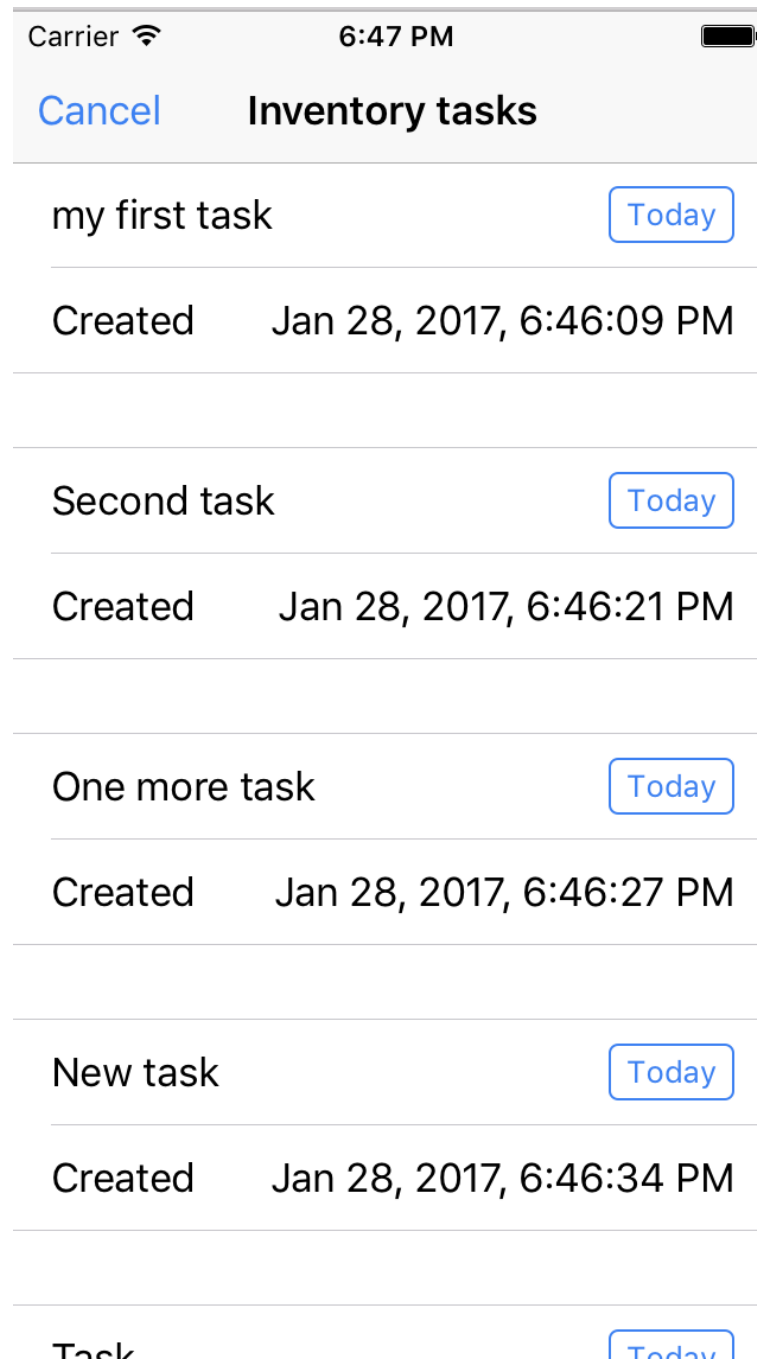 Carrier 6:47 PM
Cancel Inventory tasks
my first task Today
Created Jan 28, 2017, 6:46:09 PM
Second task Today
Created Jan 28, 2017, 6:46:21 PM
One more task Today
Created Jan 28, 2017, 6:46:27 PM
New task Today
Created Jan 28, 2017, 6:46:34 PM
Task Today